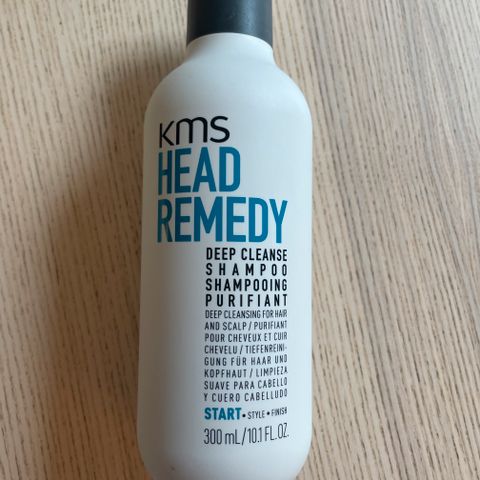 KMS
HEAD
REMEDY
DEEP CLEANSE
SHAMPOO
SHAMPOOING
PURIFIANT
DEEP CLEANSING FOR HAIR
AND SCALP / PURIFIANT
POUR CHEVEUX ET CUIR
CHEVELU / TIEFENREINI-
GUNG FÜR HAAR UND
KOPFHAUT / LIMPIEZA
SUAVE PARA CABELLO
Y CUERO CABELLUDO
START • STYLE • FINISH
300 mL/10.1 FL.OZ.